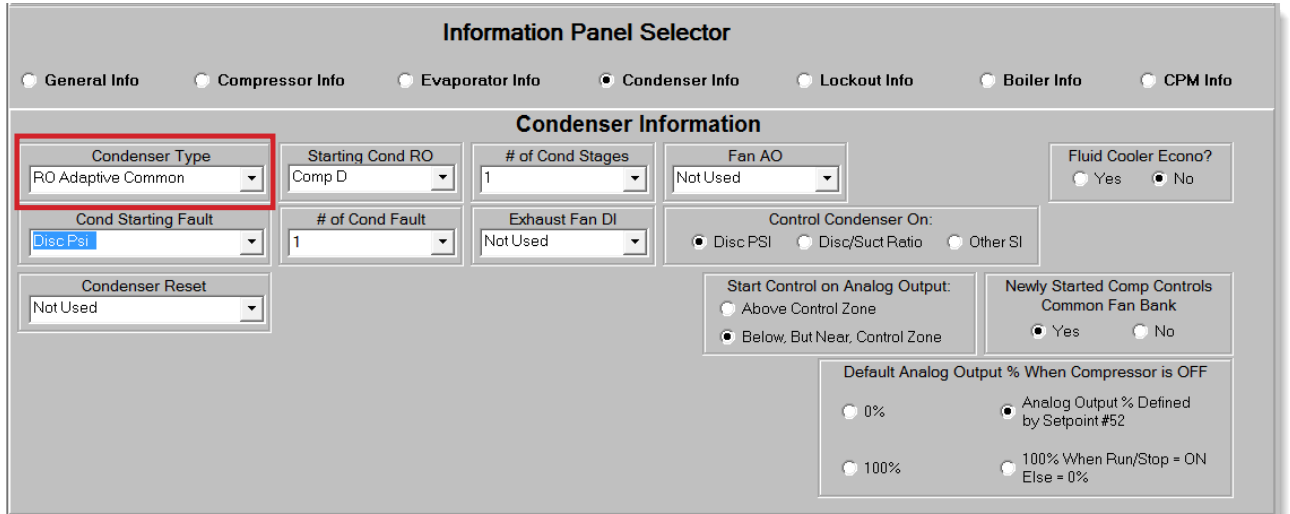 Information Panel Selector
General Info Compressor Info Evaporator Info Condenser Info Lockout Info Boiler Info CPM Info
Condenser Information
Condenser Type Starting Cond RO # of Cond Stages Fan AO Fluid Cooler Econo?
RO Adaptive Common Comp D 1 Not Used Yes No
Cond Starting Fault # of Cond Fault Exhaust Fan DI Control Condenser On:
Disc Psi 1 Not Used Disc PSI Disc/Suct Ratio Other SI
Condenser Reset Start Control on Analog Output: Newly Started Comp Controls
Not Used Above Control Zone Common Fan Bank
Below, But Near, Control Zone Yes No
Default Analog Output % When Compressor is OFF
0% Analog Output % Defined
by Setpoint #52
100% 100% When Run/Stop = ON
Else = 0%